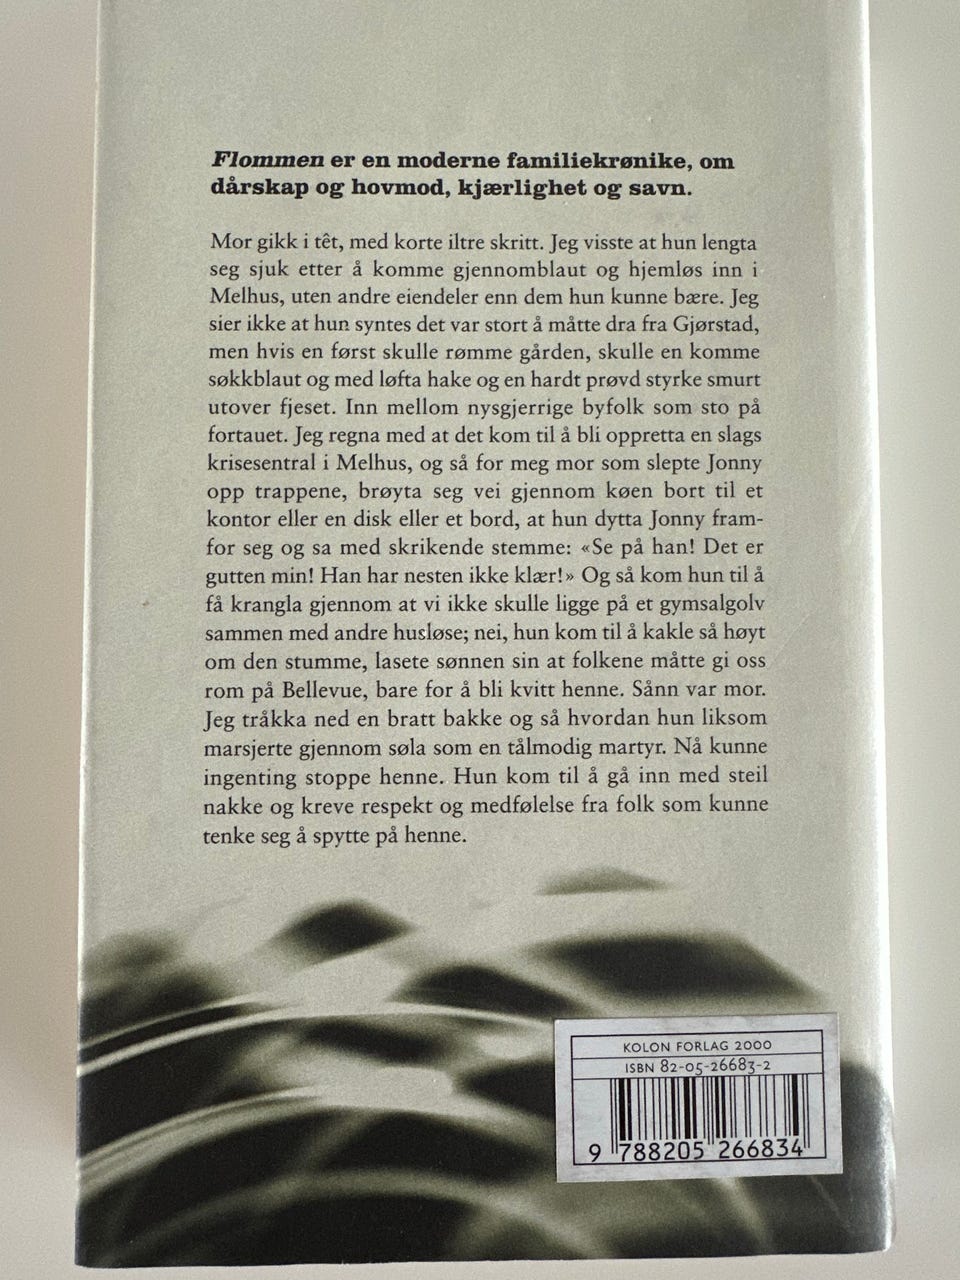 Flommen er en moderne familiekrønike, om
dårskap og hovmod, kjærlighet og savn.
Mor gikk i têt, med korte iltre skritt. Jeg visste at hun lengta
seg sjuk etter å komme gjennomblaut og hjemløs inn i
Melhus, uten andre eiendeler enn dem hun kunne bære. Jeg
sier ikke at hun syntes det var stort å måtte dra fra Gjørstad,
men hvis en først skulle rømme gården, skulle en komme
søkkblaut og med løfta hake og en hardt prøvd styrke smurt
utover fjeset. Inn mellom nysgjerrige byfolk som sto på
fortauet. Jeg regna med at det kom til å bli oppretta en slags
krisesentral i Melhus, og så for meg mor som slepte Jonny
opp trappene, brøyta seg vei gjennom køen bort til et
kontor eller en disk eller et bord, at hun dytta Jonny fram-
for seg og sa med skrikende stemme: «Se på han! Det er
gutten min! Han har nesten ikke klær!» Og så kom hun til å
få krangla gjennom at vi ikke skulle ligge på et gymsalgolv
sammen med andre husløse; nei, hun kom til å kakle så høyt
om den stumme, lasete sønnen sin at folkene måtte gi oss
rom på Bellevue, bare for å bli kvitt henne. Sånn var mor.
Jeg tråkka ned en bratt bakke og så hvordan hun liksom
marsjerte gjennom søla som en tålmodig martyr. Nå kunne
ingenting stoppe henne. Hun kom til å gå inn med steil
nakke og kreve respekt og medfølelse fra folk som kunne
tenke seg å spytte på henne.
KOLON FORLAG 2000
ISBN 82-05-26683-2
9 788205 266834